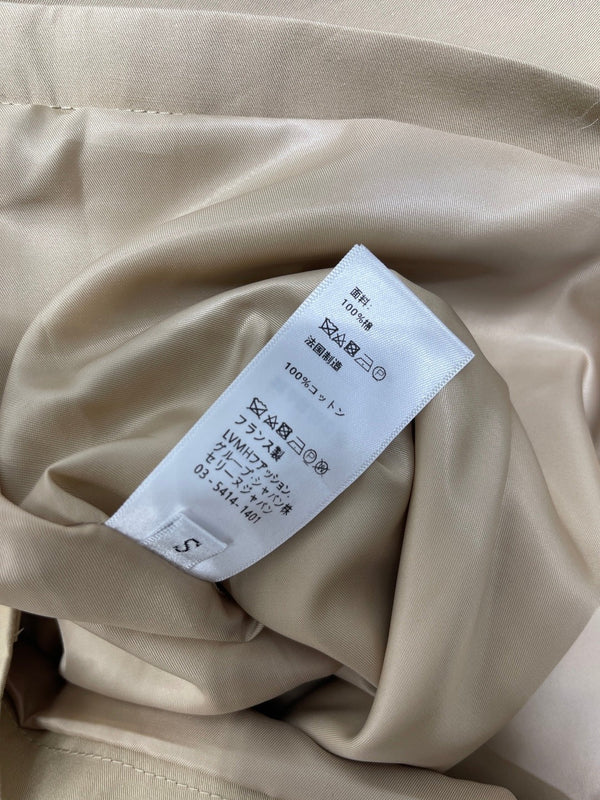 面料:
100%棉
法国制造
100%コットン
フランス製
LVMHファッション.
グループ・ジャパン株
セリーヌジャパン
03 - 5414-1401
S